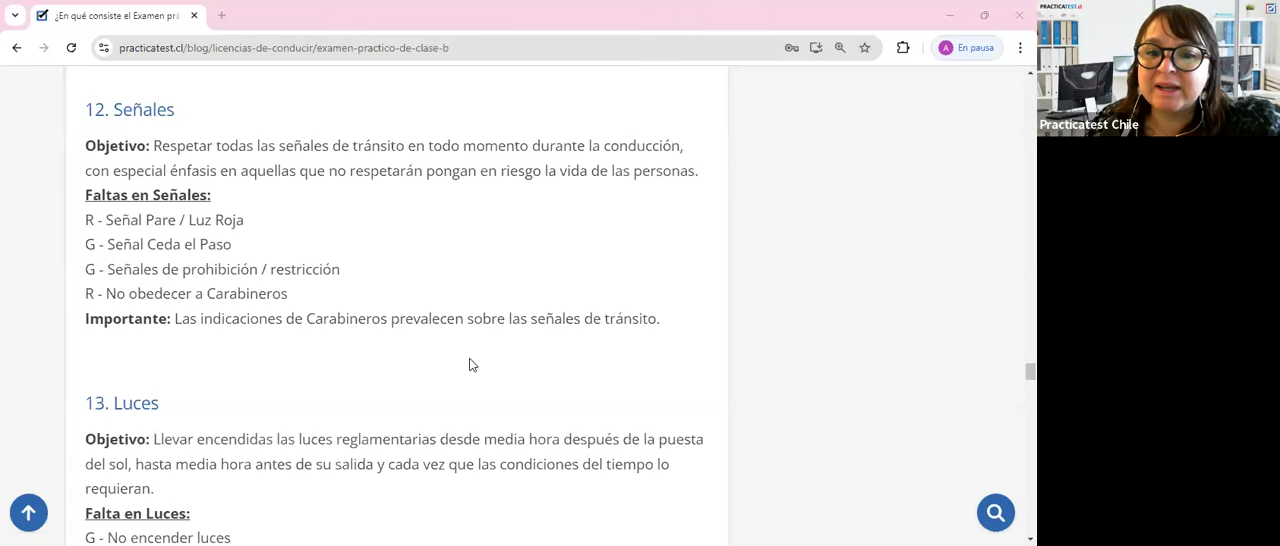 ¿En qué consiste el Examen pra
practicatest.cl/blog/licencias-de-conducir/examen-practico-de-clase-b
A
En pausa
PRACTICATEST.cl
Practicatest Chile
12. Señales
Objetivo: Respetar todas las señales de tránsito en todo momento durante la conducción,
con especial énfasis en aquellas que no respetarán pongan en riesgo la vida de las personas.
Faltas en Señales:
R - Señal Pare / Luz Roja
G - Señal Ceda el Paso
G - Señales de prohibición / restricción
R - No obedecer a Carabineros
Importante: Las indicaciones de Carabineros prevalecen sobre las señales de tránsito.
13. Luces
Objetivo: Llevar encendidas las luces reglamentarias desde media hora después de la puesta
del sol, hasta media hora antes de su salida y cada vez que las condiciones del tiempo lo
requieran.
Falta en Luces:
G - No encender luces